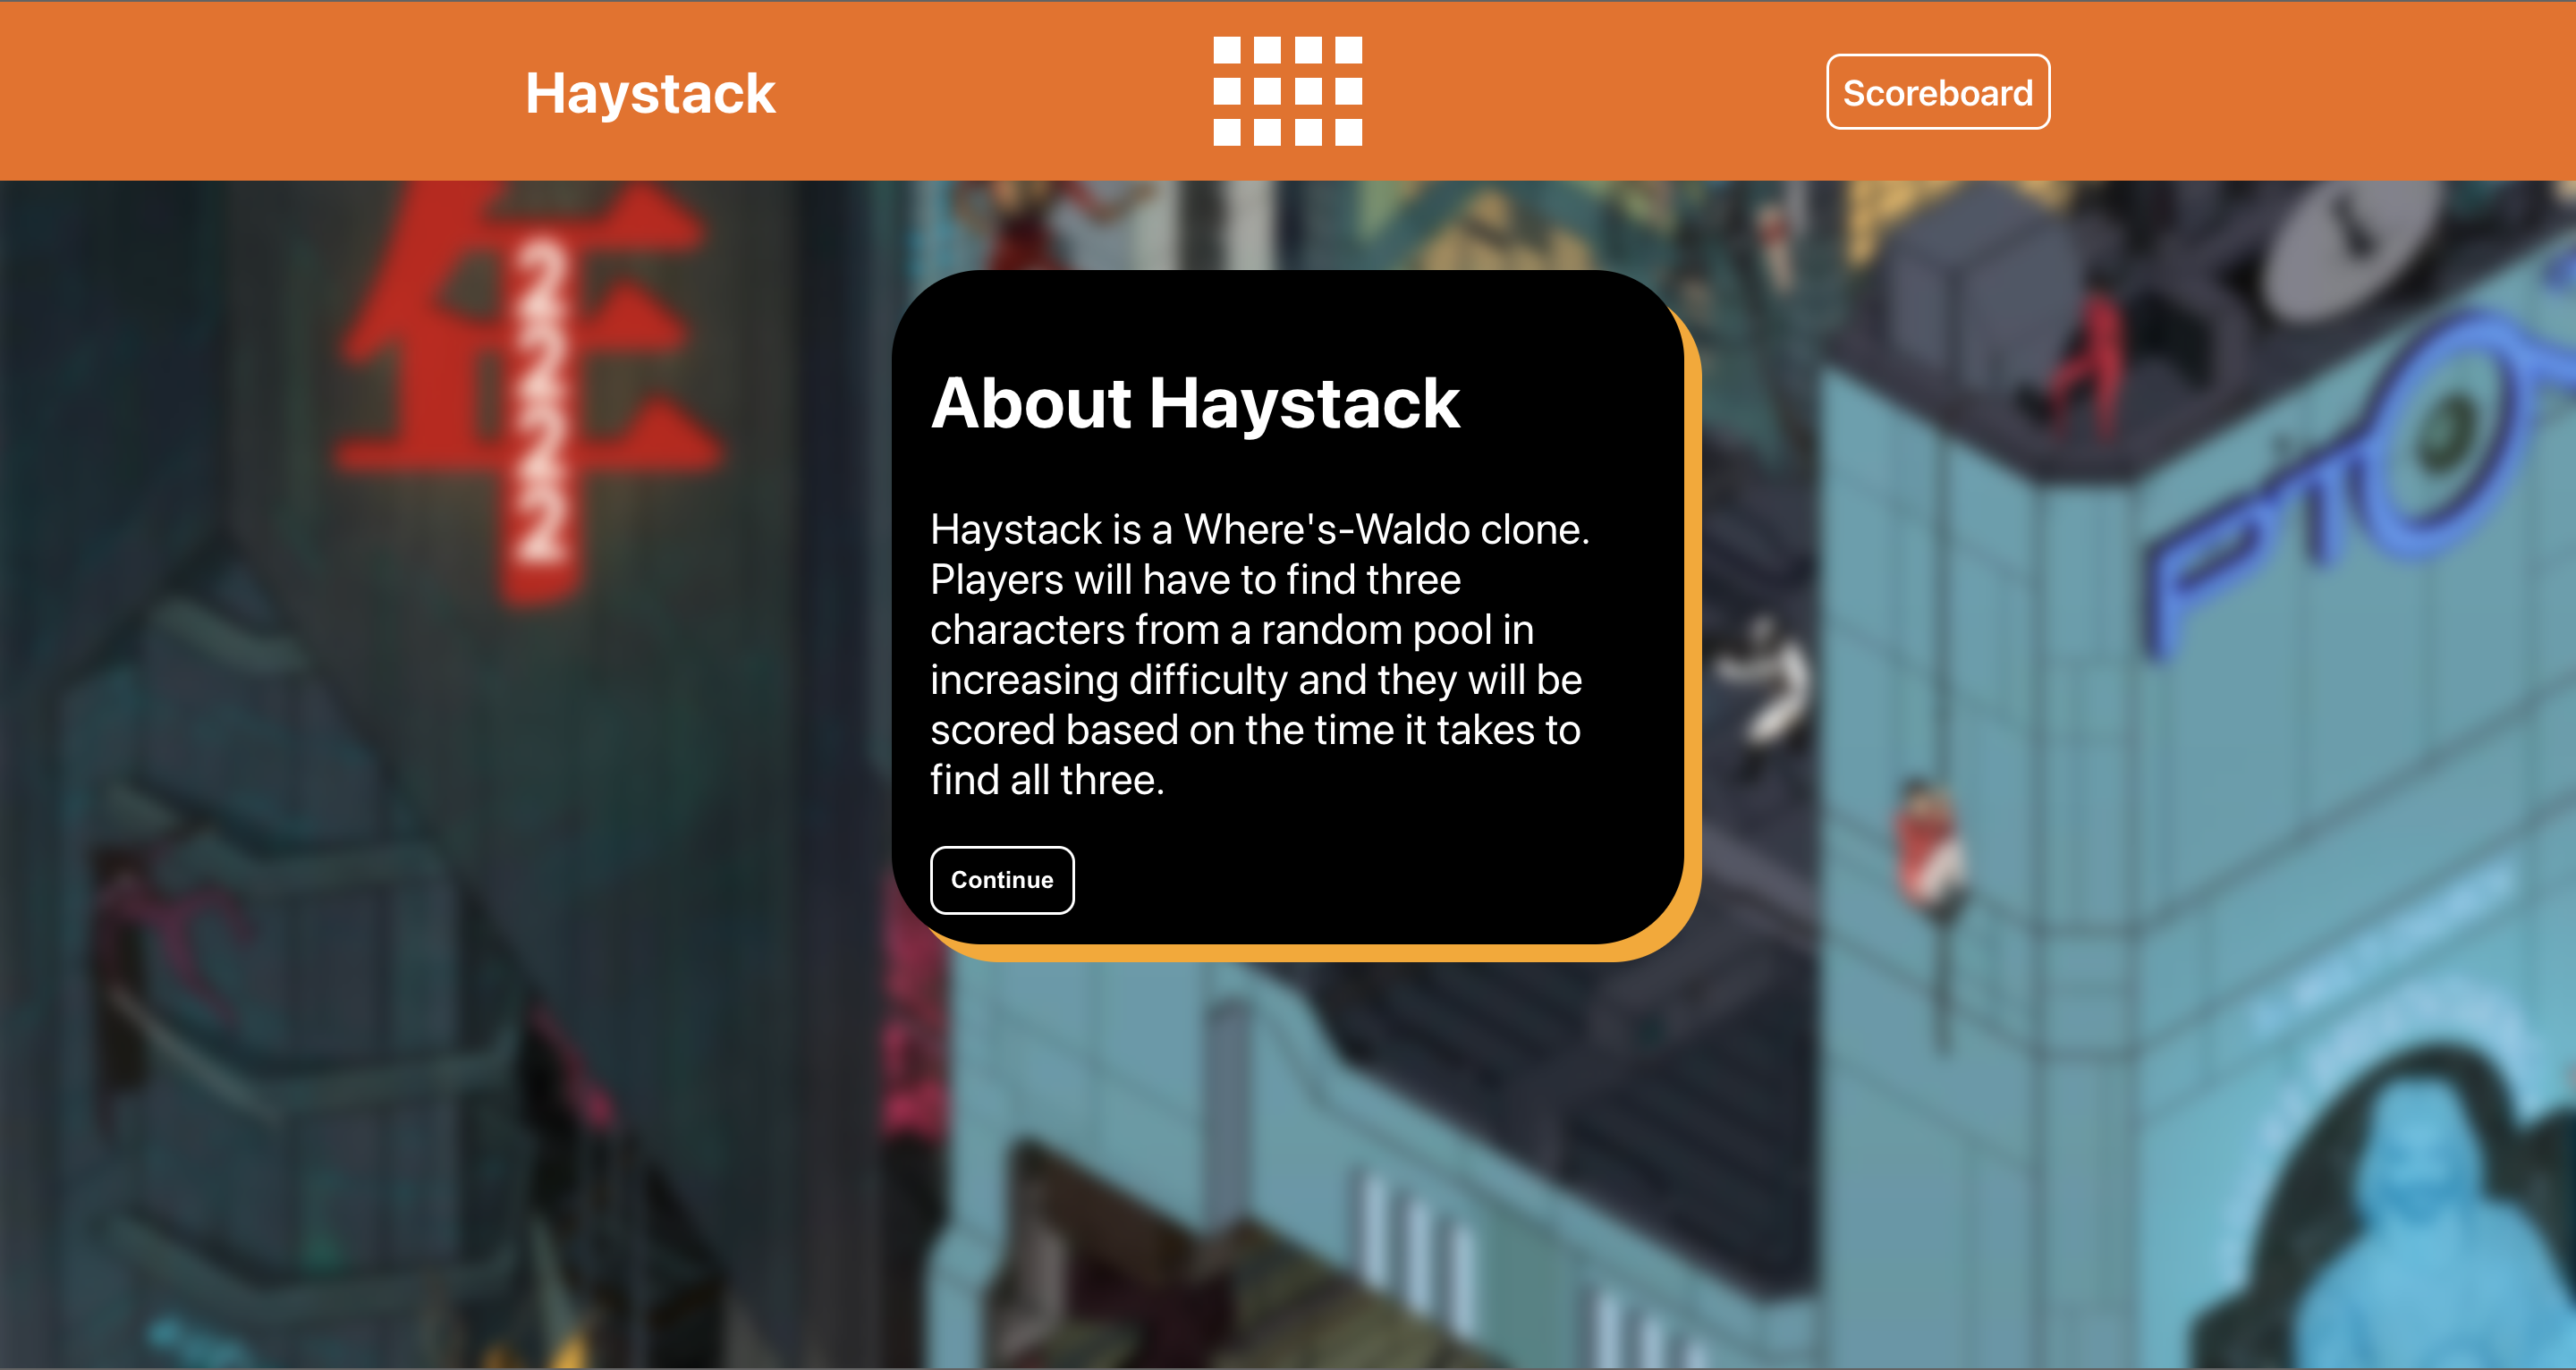 Haystack
Scoreboard
年
2222
About Haystack
Haystack is a Where's-Waldo clone.
Players will have to find three
characters from a random pool in
increasing difficulty and they will be
scored based on the time it takes to
find all three.
Continue